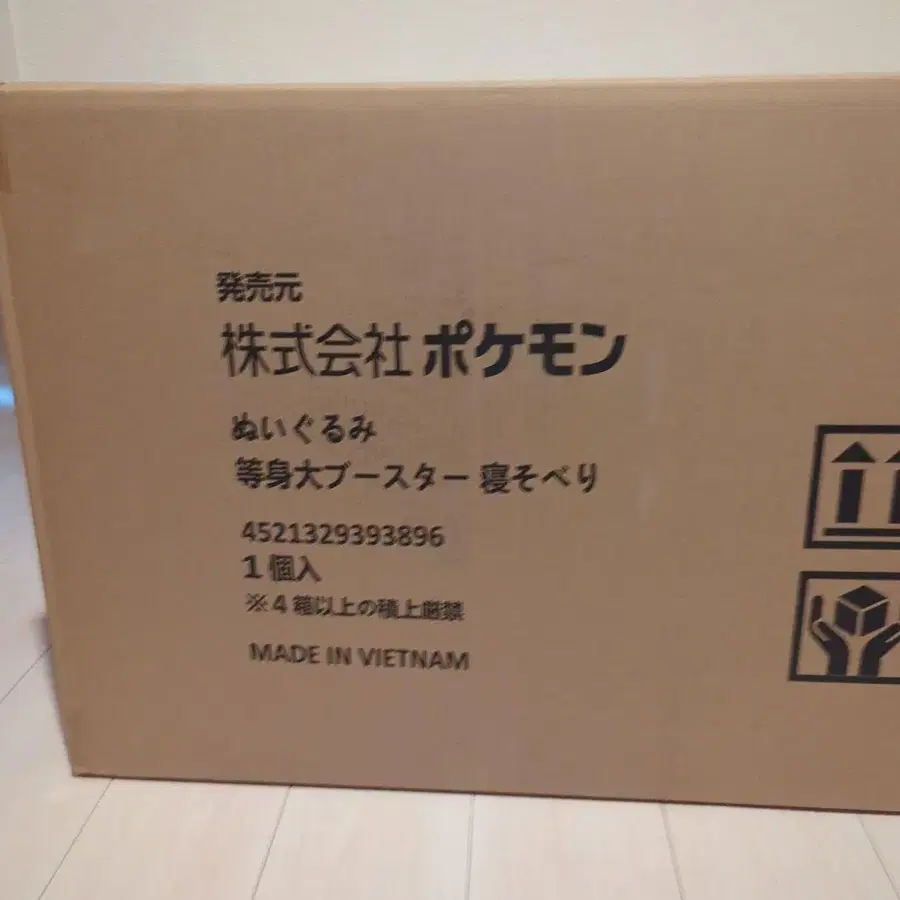 発売元
株式会社 ポケモン
ぬいぐるみ
等身大ブースター 寝そべり
4521329393896
1個入
※4箱以上の積上厳禁
MADE IN VIETNAM